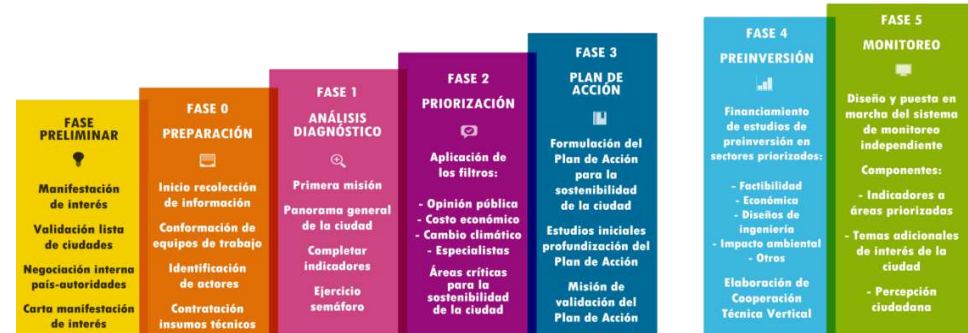 FASE
PRELIMINAR
Manifestación
de interés
Validación lista
de ciudades
Negociación interna
país-autoridades
Carta manifestación
de interés
FASE 0
PREPARACIÓN
Inicio recolección
de información
Conformación de
equipos de trabajo
Identificación
de actores
Contratación
insumos técnicos
FASE 1
ANÁLISIS
DIAGNÓSTICO
Primera misión
Panorama general
de la ciudad
Completar
indicadores
Ejercicio
semáforo
FASE 2
PRIORIZACIÓN
Aplicación de
los filtros:
- Opinión pública
- Costo económico
- Cambio climático
- Especialistas
Áreas críticas
para la
sostenibilidad
de la ciudad
FASE 3
PLAN DE
ACCIÓN
Formulación del
Plan de Acción
para la
sostenibilidad
de la ciudad
Estudios iniciales
profundización del
Plan de Acción
Misión de
validación del
Plan de Acción
FASE 4
PREINVERSIÓN
Financiamiento
de estudios de
preinversión en
sectores priorizados:
- Factibilidad
- Económica
- Diseños de
ingeniería
- Impacto ambiental
- Otros
Elaboración de
Cooperación
Técnica Vertical
FASE 5
MONITOREO
Diseño y puesta en
marcha del sistema
de monitoreo
independiente
Componentes:
- Indicadores a
áreas priorizadas
- Temas adicionales
de interés de la
ciudad
- Percepción
ciudadana